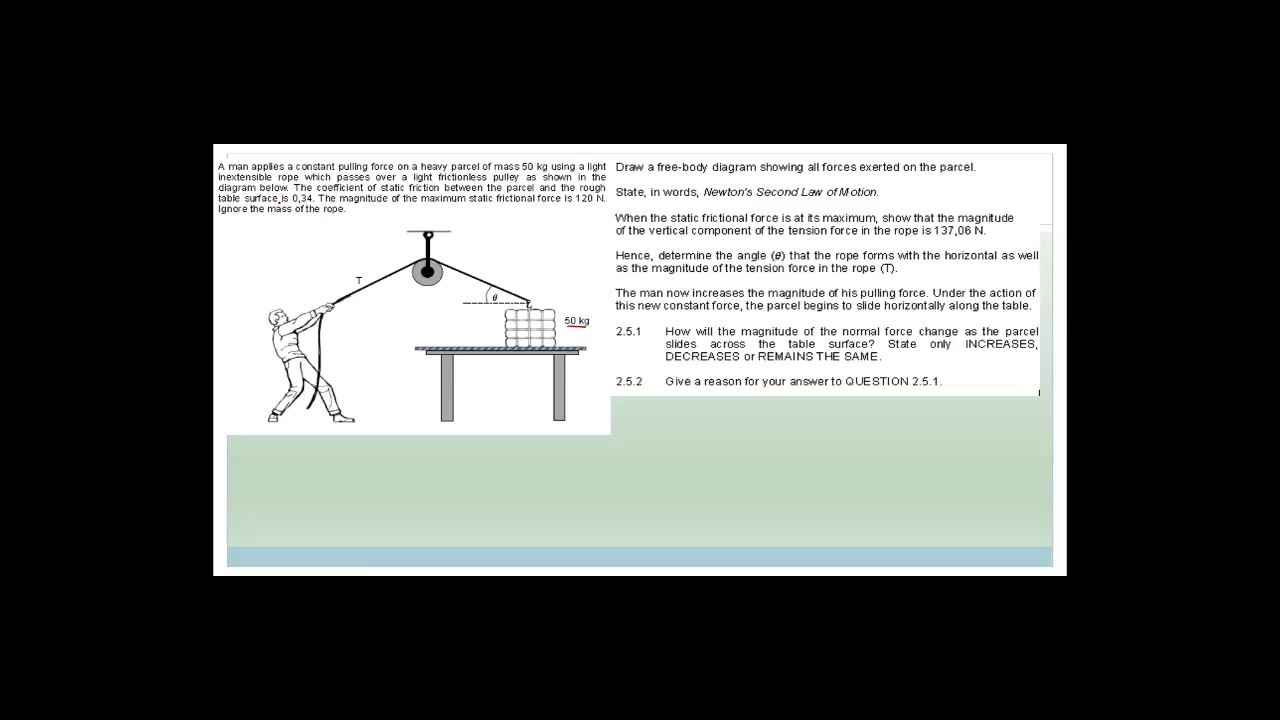 A man applies a constant pulling force on a heavy parcel of mass 50 kg using a light
inextensible rope which passes over a light frictionless pulley as shown in the
diagram below. The coefficient of static friction between the parcel and the rough
table surface is 0,34. The magnitude of the maximum static frictional force is 120 N.
Ignore the mass of the rope.
T
θ
50 kg
Draw a free-body diagram showing all forces exerted on the parcel.
State, in words, Newton's Second Law of Motion.
When the static frictional force is at its maximum, show that the magnitude
of the vertical component of the tension force in the rope is 137,06 N.
Hence, determine the angle (θ) that the rope forms with the horizontal as well
as the magnitude of the tension force in the rope (T).
The man now increases the magnitude of his pulling force. Under the action of
this new constant force, the parcel begins to slide horizontally along the table.
2.5.1 How will the magnitude of the normal force change as the parcel
slides across the table surface? State only INCREASES,
DECREASES or REMAINS THE SAME.
2.5.2 Give a reason for your answer to QUESTION 2.5.1.